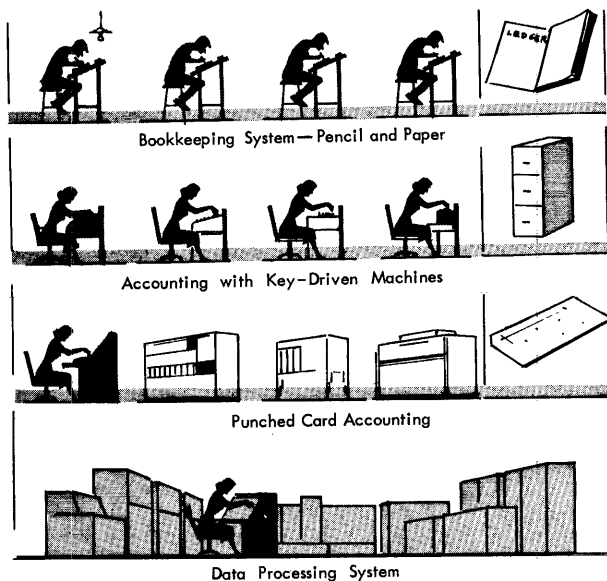 LEDGER
Bookkeeping System — Pencil and Paper
Accounting with Key-Driven Machines
Punched Card Accounting
Data Processing System